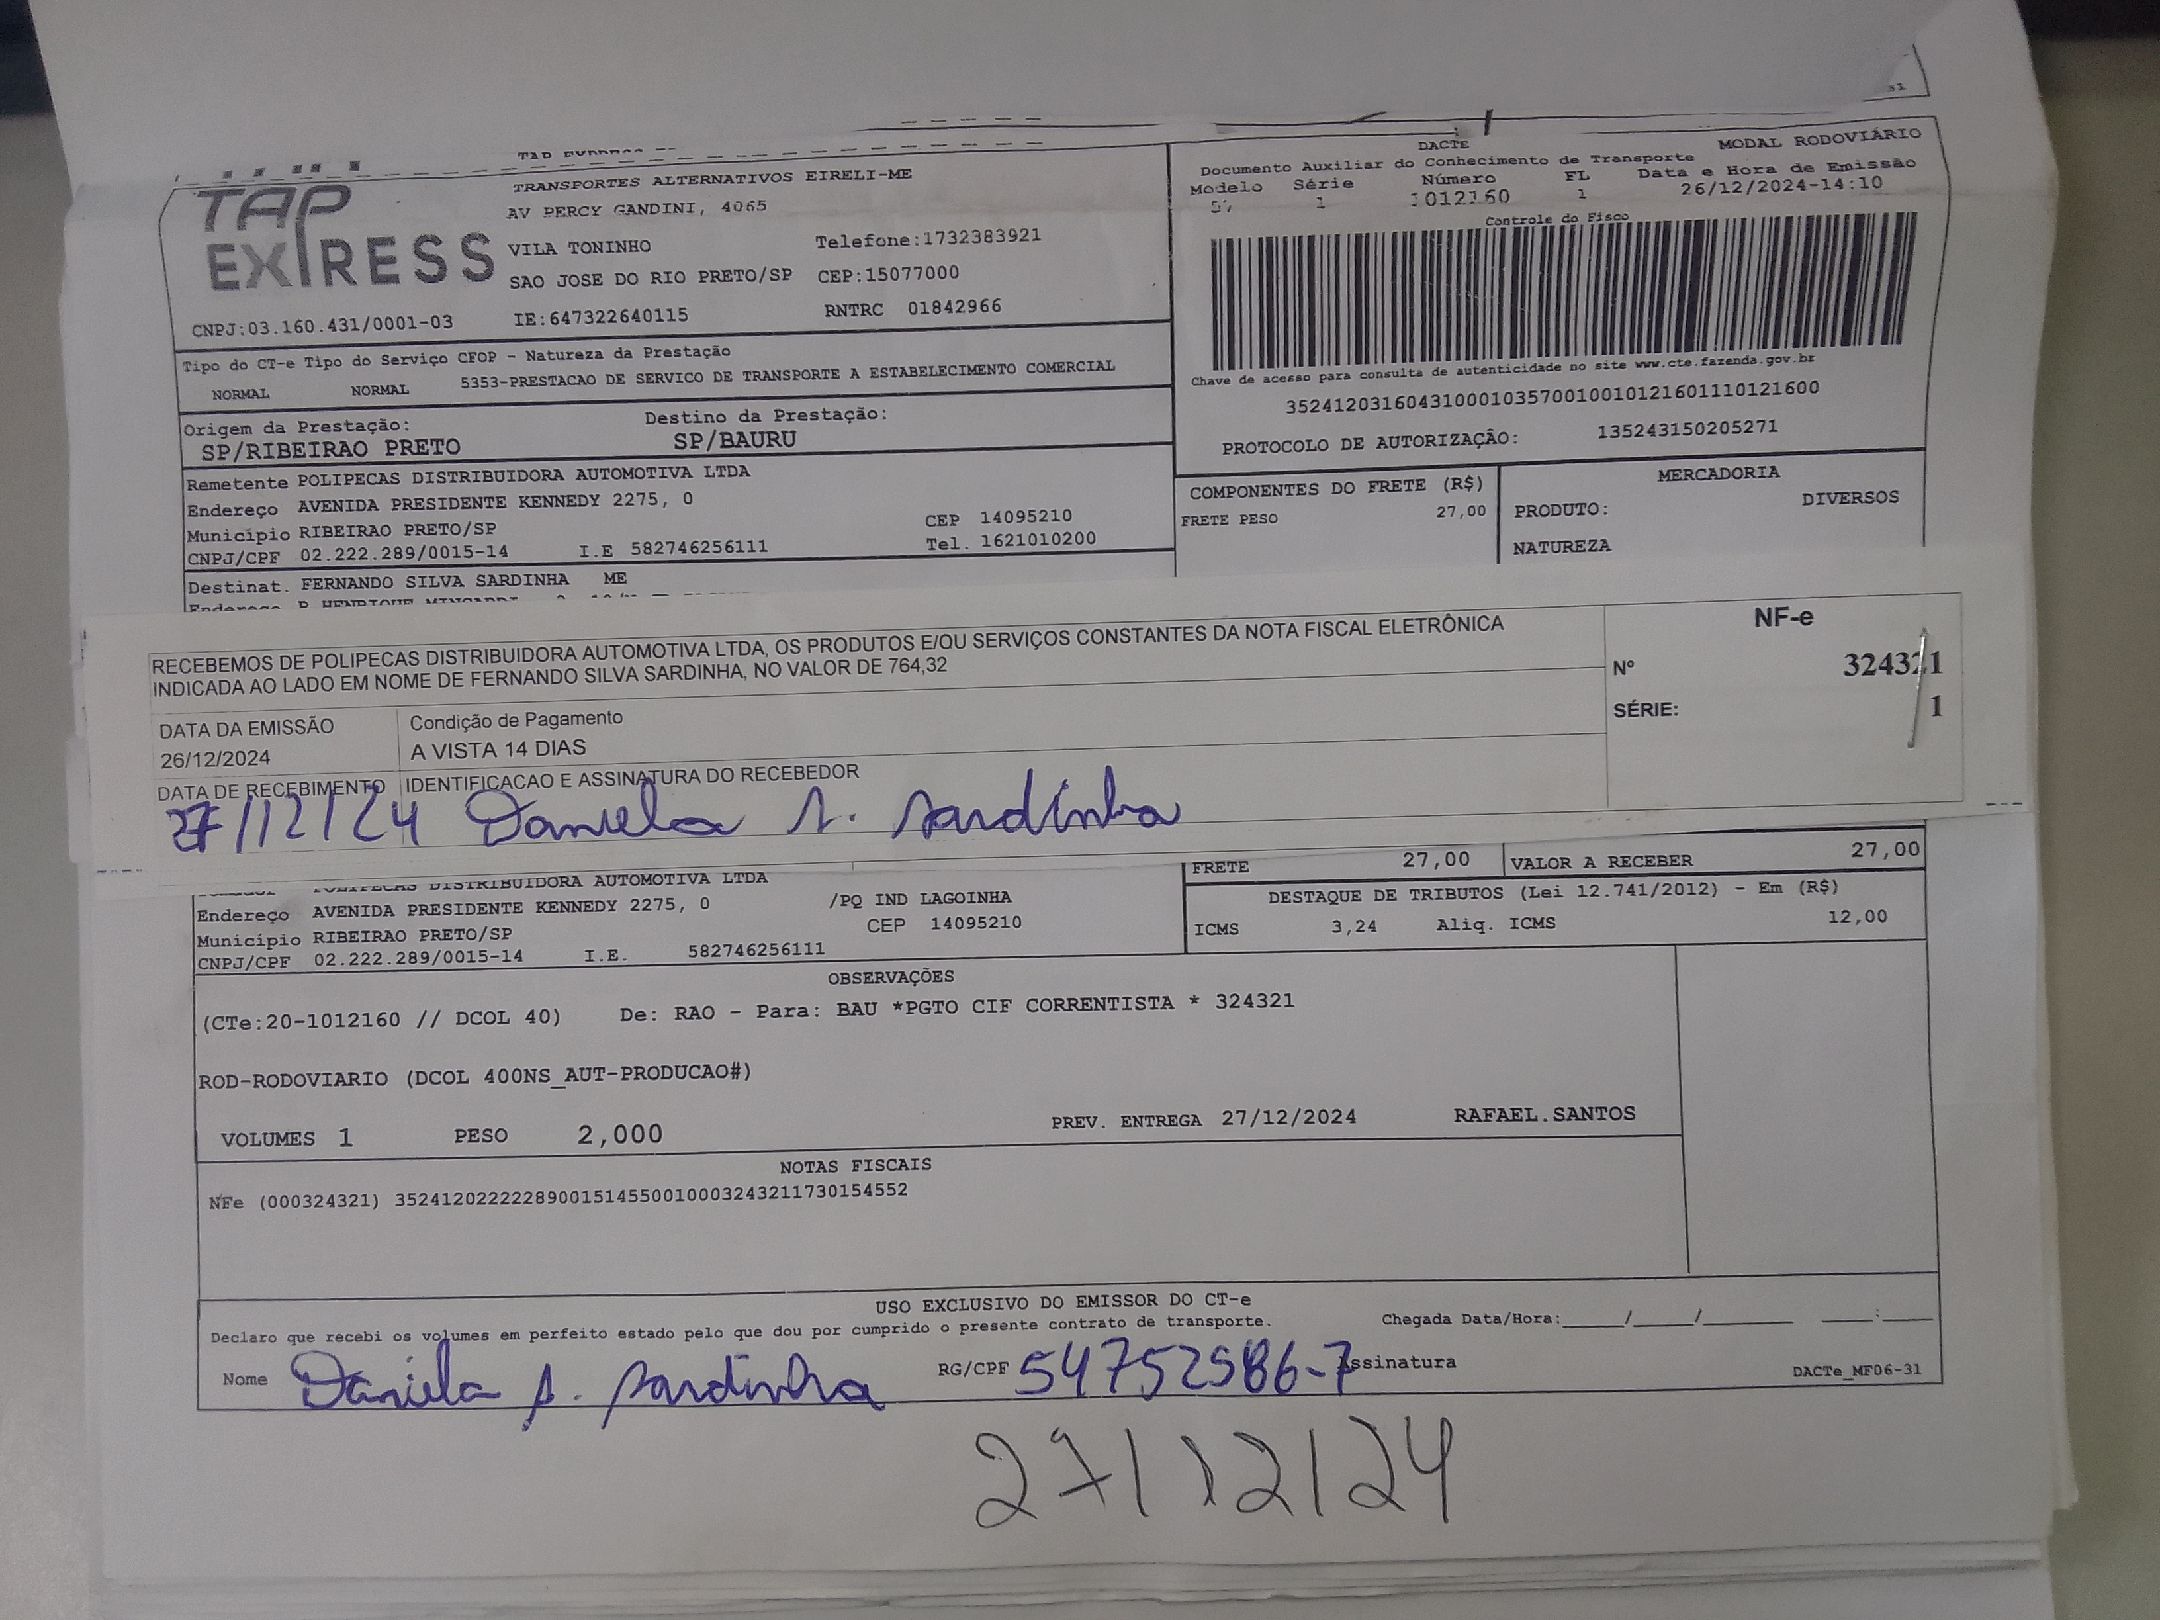 TAP EXPRESS
TRANSPORTES ALTERNATIVOS EIRELI-ME
AV PERCY GANDINI, 4065
VILA TONINHO Telefone:1732383921
SAO JOSE DO RIO PRETO/SP CEP:15077000
CNPJ:03.160.431/0001-03 IE:647322640115 RNTRC 01842966
DACTE MODAL RODOVIÁRIO
Documento Auxiliar do Conhecimento de Transporte
Modelo Série Número FL Data e Hora de Emissão
57 1 1012160 1 26/12/2024-14:10
Controle do Fisco
Chave de acesso para consulta de autenticidade no site www.cte.fazenda.gov.br
35241203160431000103570010010121601110121600
PROTOCOLO DE AUTORIZAÇÃO: 135243150205271
Tipo do CT-e Tipo do Serviço CFOP - Natureza da Prestação
NORMAL NORMAL 5353-PRESTACAO DE SERVICO DE TRANSPORTE A ESTABELECIMENTO COMERCIAL
Origem da Prestação: Destino da Prestação:
SP/RIBEIRAO PRETO SP/BAURU
Remetente POLIPECAS DISTRIBUIDORA AUTOMOTIVA LTDA
Endereço AVENIDA PRESIDENTE KENNEDY 2275, 0
Município RIBEIRAO PRETO/SP CEP 14095210
CNPJ/CPF 02.222.289/0015-14 I.E 582746256111 Tel. 1621010200
COMPONENTES DO FRETE (R$)
FRETE PESO 27,00
MERCADORIA
PRODUTO: DIVERSOS
NATUREZA
Destinat. FERNANDO SILVA SARDINHA ME
RECEBEMOS DE POLIPECAS DISTRIBUIDORA AUTOMOTIVA LTDA, OS PRODUTOS E/OU SERVIÇOS CONSTANTES DA NOTA FISCAL ELETRÔNICA
INDICADA AO LADO EM NOME DE FERNANDO SILVA SARDINHA, NO VALOR DE 764,32
NF-e
Nº 324321
SÉRIE: 1
DATA DA EMISSÃO Condição de Pagamento
26/12/2024 A VISTA 14 DIAS
DATA DE RECEBIMENTO IDENTIFICACAO E ASSINATURA DO RECEBEDOR
27/12/24 Daniela S. Sardinha
FRETE 27,00 VALOR A RECEBER 27,00
POLIPECAS DISTRIBUIDORA AUTOMOTIVA LTDA
Endereço AVENIDA PRESIDENTE KENNEDY 2275, 0 /PQ IND LAGOINHA
Município RIBEIRAO PRETO/SP CEP 14095210
CNPJ/CPF 02.222.289/0015-14 I.E. 582746256111
DESTAQUE DE TRIBUTOS (Lei 12.741/2012) - Em (R$)
ICMS 3,24 Aliq. ICMS 12,00
OBSERVAÇÕES
(CTe:20-1012160 // DCOL 40) De: RAO - Para: BAU *PGTO CIF CORRENTISTA * 324321
ROD-RODOVIARIO (DCOL 400NS_AUT-PRODUCAO#)
VOLUMES 1 PESO 2,000 PREV. ENTREGA 27/12/2024 RAFAEL.SANTOS
NOTAS FISCAIS
NFe (000324321) 35241202222289001514550010003243211730154552
USO EXCLUSIVO DO EMISSOR DO CT-e
Declaro que recebi os volumes em perfeito estado pelo que dou por cumprido o presente contrato de transporte. Chegada Data/Hora:_____/_____/_______ ____:____
Nome Daniela S. Sardinha RG/CPF 54752586-7 Assinatura DACTe_MF06-31
27/12/24